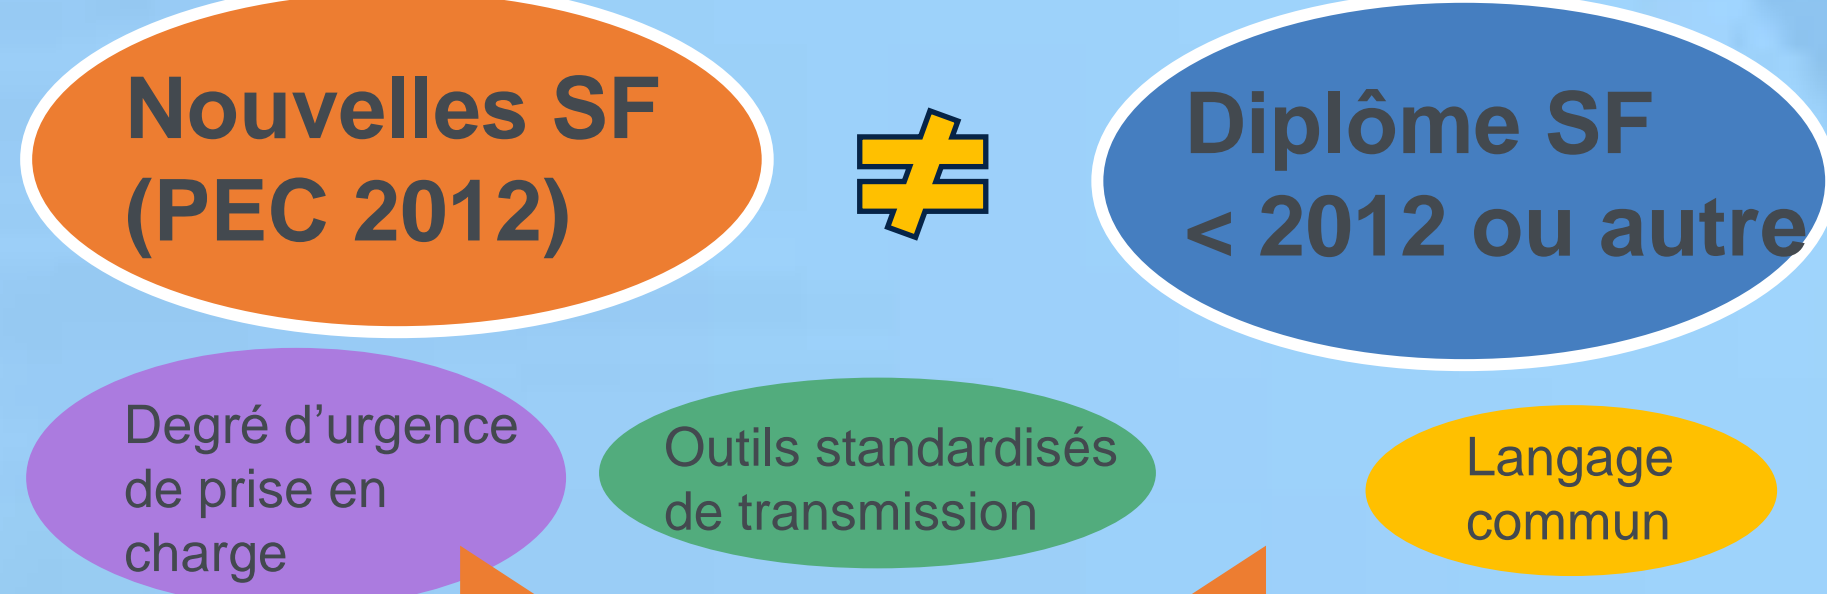 Nouvelles SF
(PEC 2012)
≠
Diplôme SF
< 2012 ou autre
Degré d’urgence
de prise en
charge
Outils standardisés
de transmission
Langage
commun